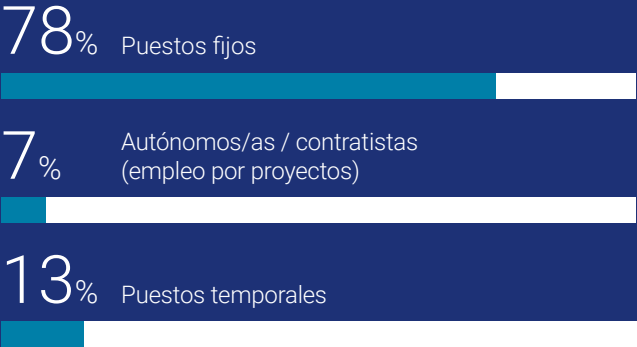 78% Puestos fijos
7% Autónomos/as / contratistas
(empleo por proyectos)
13% Puestos temporales